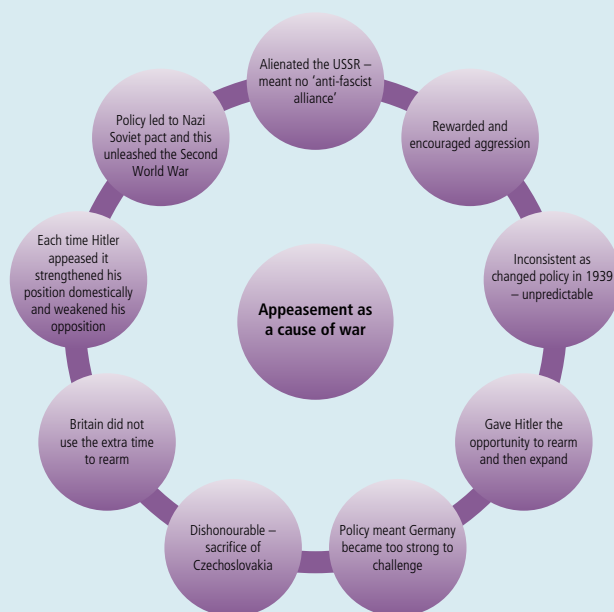 Alienated the USSR –
meant no ‘anti-fascist
alliance’
Rewarded and
encouraged aggression
Inconsistent as
changed policy in 1939
– unpredictable
Gave Hitler the
opportunity to rearm
and then expand
Policy meant Germany
became too strong to
challenge
Dishonourable –
sacrifice of
Czechoslovakia
Britain did not
use the extra time
to rearm
Each time Hitler
appeased it
strengthened his
position domestically
and weakened his
opposition
Policy led to Nazi
Soviet pact and this
unleashed the Second
World War
Appeasement as
a cause of war